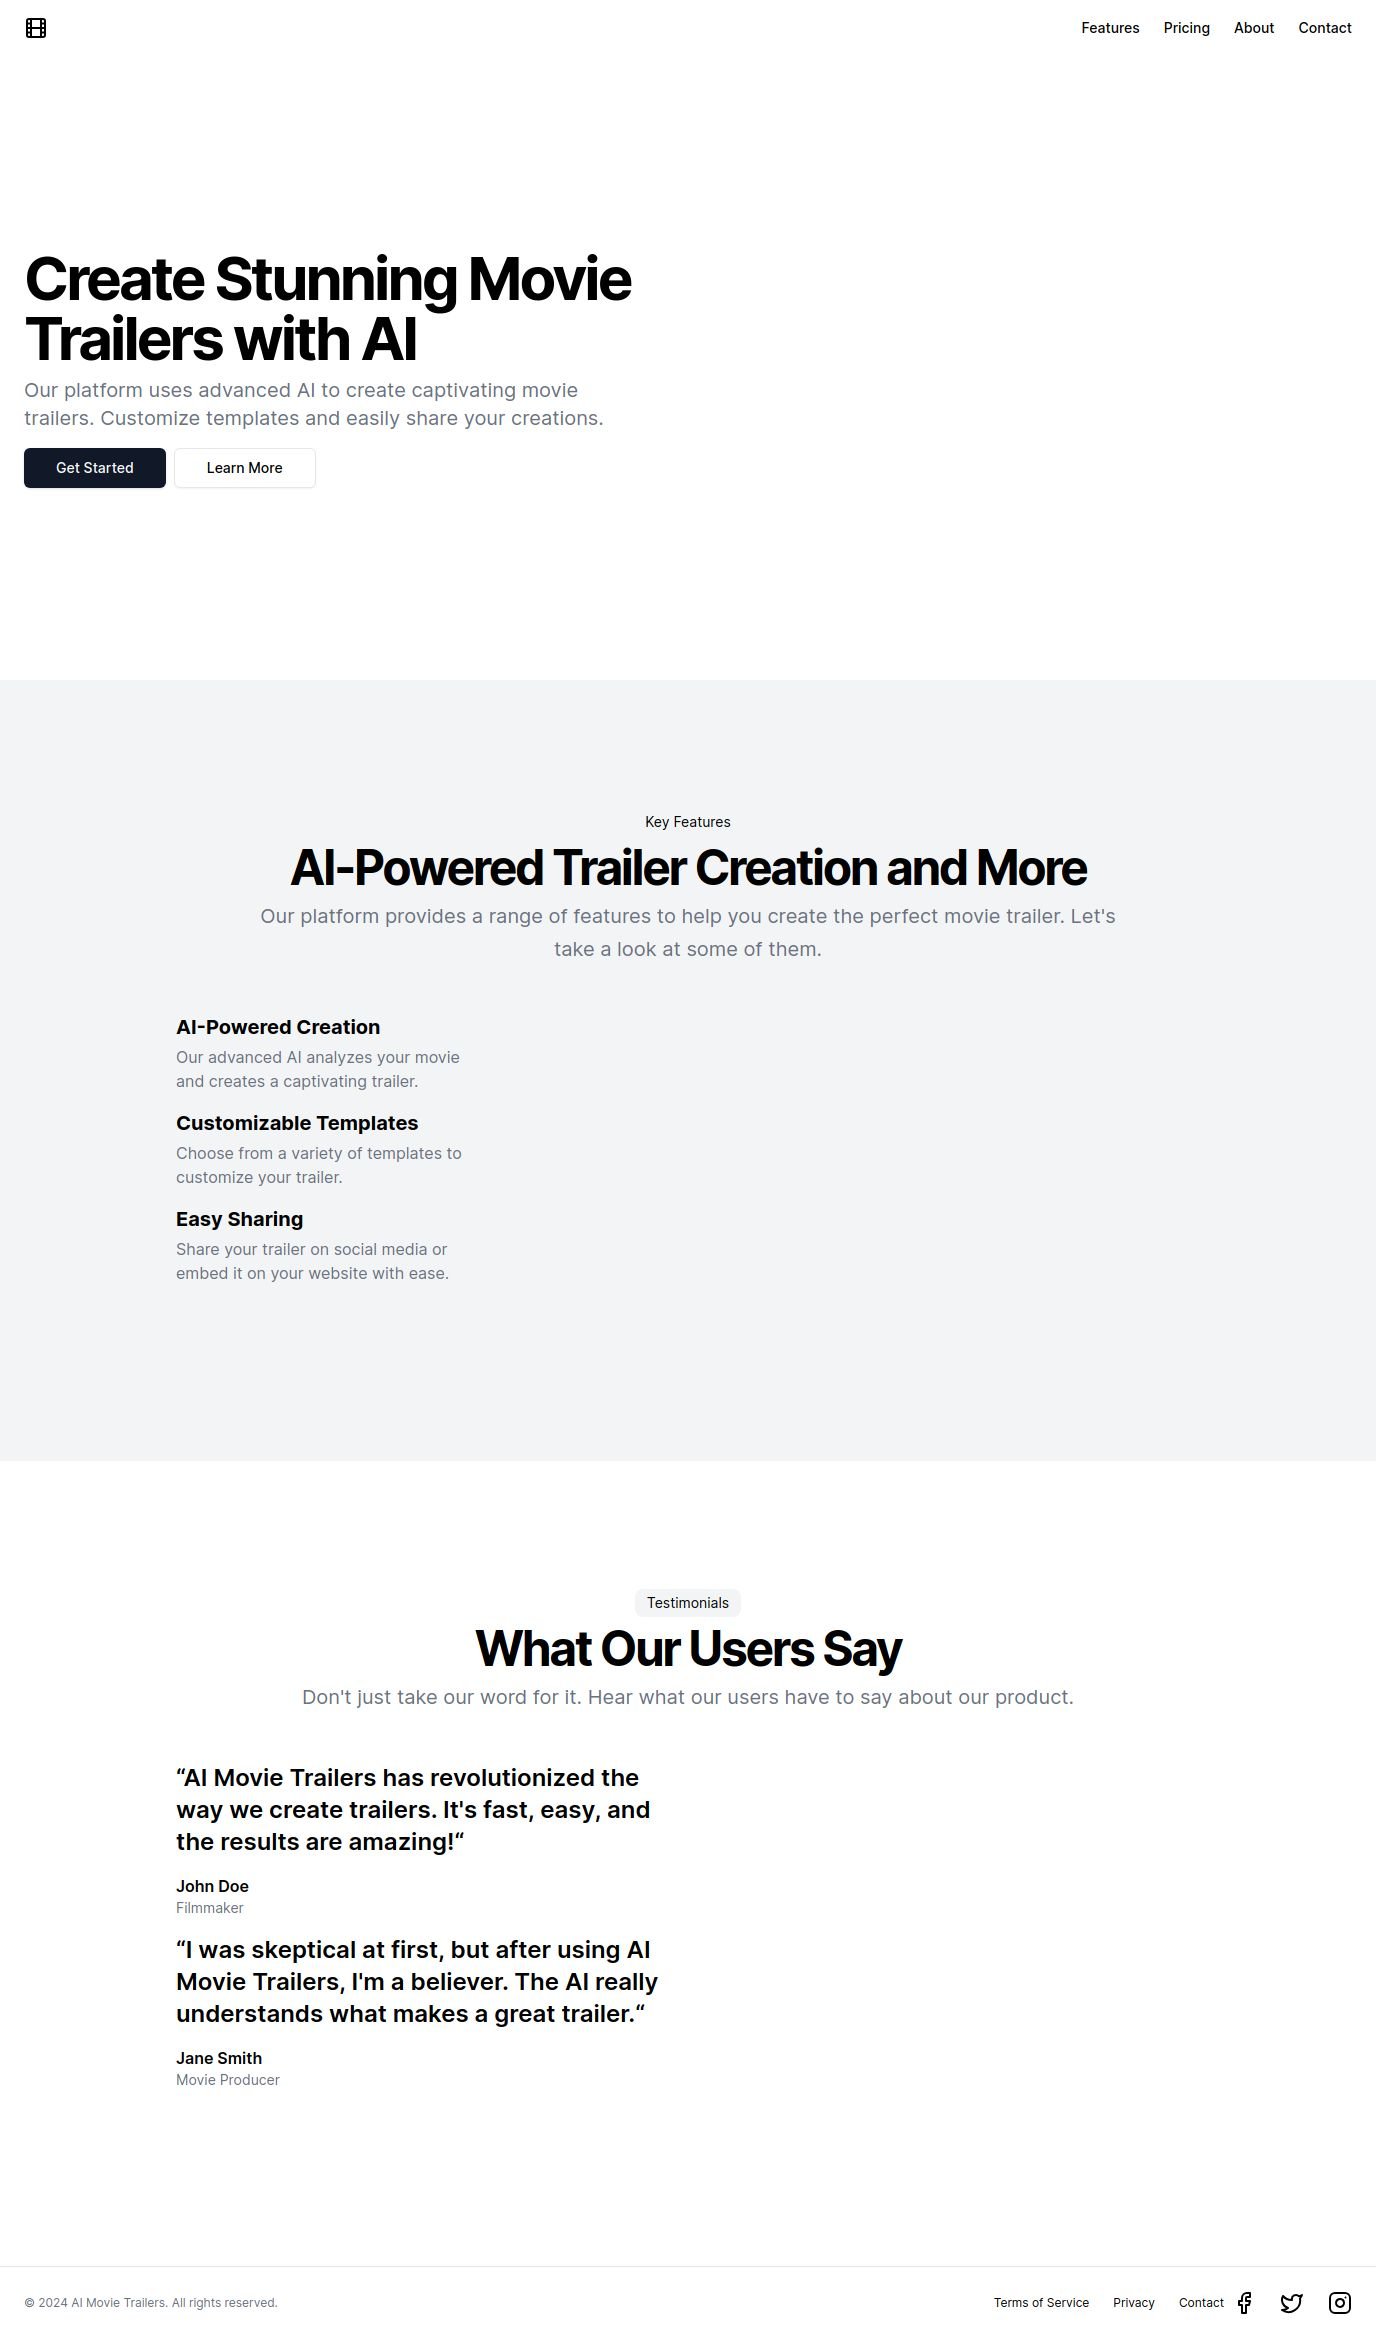 Features Pricing About Contact
Create Stunning Movie
Trailers with AI
Our platform uses advanced AI to create captivating movie
trailers. Customize templates and easily share your creations.
Get Started Learn More
Key Features
AI-Powered Trailer Creation and More
Our platform provides a range of features to help you create the perfect movie trailer. Let's
take a look at some of them.
AI-Powered Creation
Our advanced AI analyzes your movie
and creates a captivating trailer.
Customizable Templates
Choose from a variety of templates to
customize your trailer.
Easy Sharing
Share your trailer on social media or
embed it on your website with ease.
Testimonials
What Our Users Say
Don't just take our word for it. Hear what our users have to say about our product.
“AI Movie Trailers has revolutionized the
way we create trailers. It's fast, easy, and
the results are amazing!“
John Doe
Filmmaker
“I was skeptical at first, but after using AI
Movie Trailers, I'm a believer. The AI really
understands what makes a great trailer.“
Jane Smith
Movie Producer
© 2024 AI Movie Trailers. All rights reserved. Terms of Service Privacy Contact